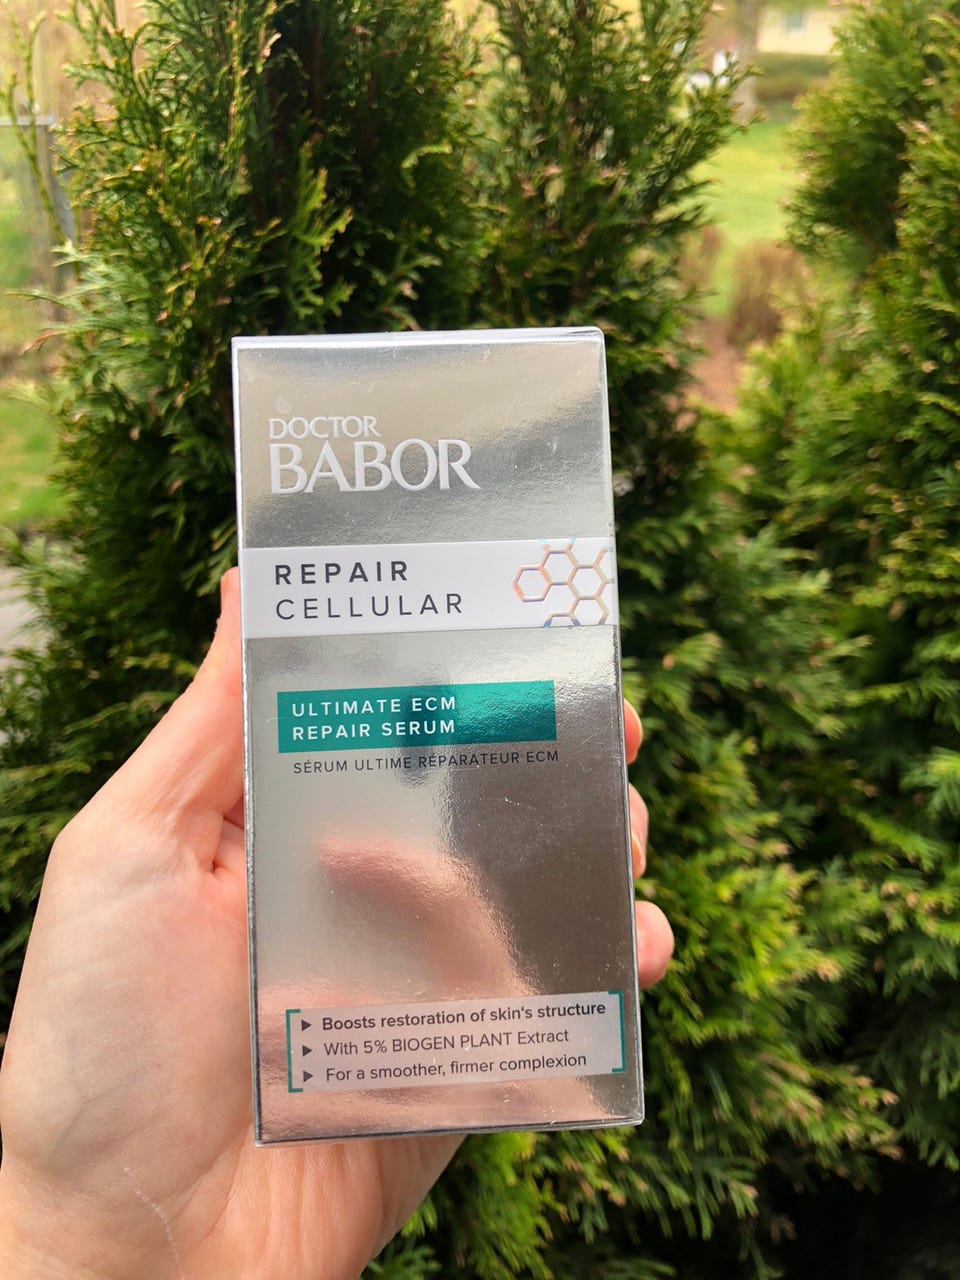 DOCTOR
BABOR
REPAIR
CELLULAR
ULTIMATE ECM
REPAIR SERUM
SÉRUM ULTIME RÉPARATEUR ECM
Boosts restoration of skin's structure
With 5% BIOGEN PLANT Extract
For a smoother, firmer complexion